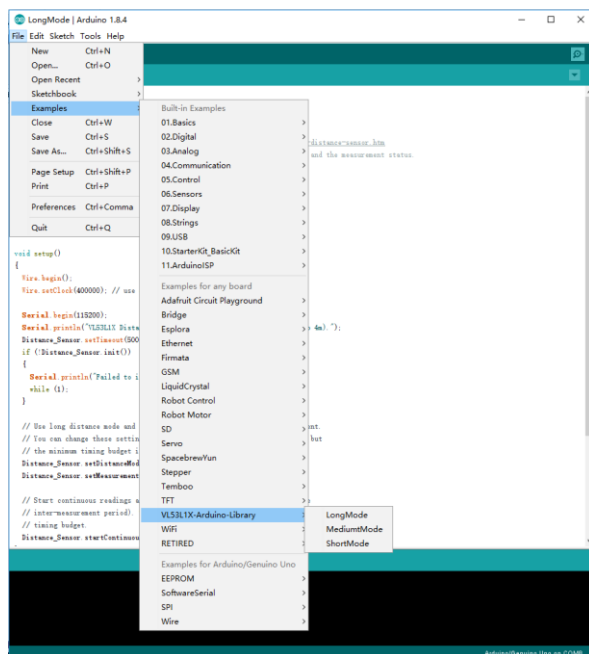 LongMode | Arduino 1.8.4
File Edit Sketch Tools Help
New Ctrl+N
Open... Ctrl+O
Open Recent
Sketchbook
Examples
Close Ctrl+W
Save Ctrl+S
Save As... Ctrl+Shift+S
Page Setup Ctrl+Shift+P
Print Ctrl+P
Preferences Ctrl+Comma
Quit Ctrl+Q
Built-in Examples
01.Basics
02.Digital
03.Analog
04.Communication
05.Control
06.Sensors
07.Display
08.Strings
09.USB
10.StarterKit_BasicKit
11.ArduinoISP
Examples for any board
Adafruit Circuit Playground
Bridge
Esplora
Ethernet
Firmata
GSM
LiquidCrystal
Robot Control
Robot Motor
SD
Servo
SpacebrewYun
Stepper
Temboo
TFT
VL53L1X-Arduino-Library
WiFi
RETIRED
Examples for Arduino/Genuino Uno
EEPROM
SoftwareSerial
SPI
Wire
LongMode
MediumtMode
ShortMode
distance-sensor.htm
and the measurement status.
void setup()
{
Wire.begin();
Wire.setClock(400000); // use
Serial.begin(115200);
Serial.println("VL53L1X Dista
4m).");
Distance_Sensor.setTimeout(500
if (!Distance_Sensor.init())
{
Serial.println("Failed to i
while (1);
}
// Use long distance mode and
ent.
// You can change these settin
but
// the minimum timing budget i
Distance_Sensor.setDistanceMod
Distance_Sensor.setMeasurement
// Start continuous readings a
// inter-measurement period).
// timing budget.
Distance_Sensor.startContinuou
Arduino/Genuino Uno on COM6